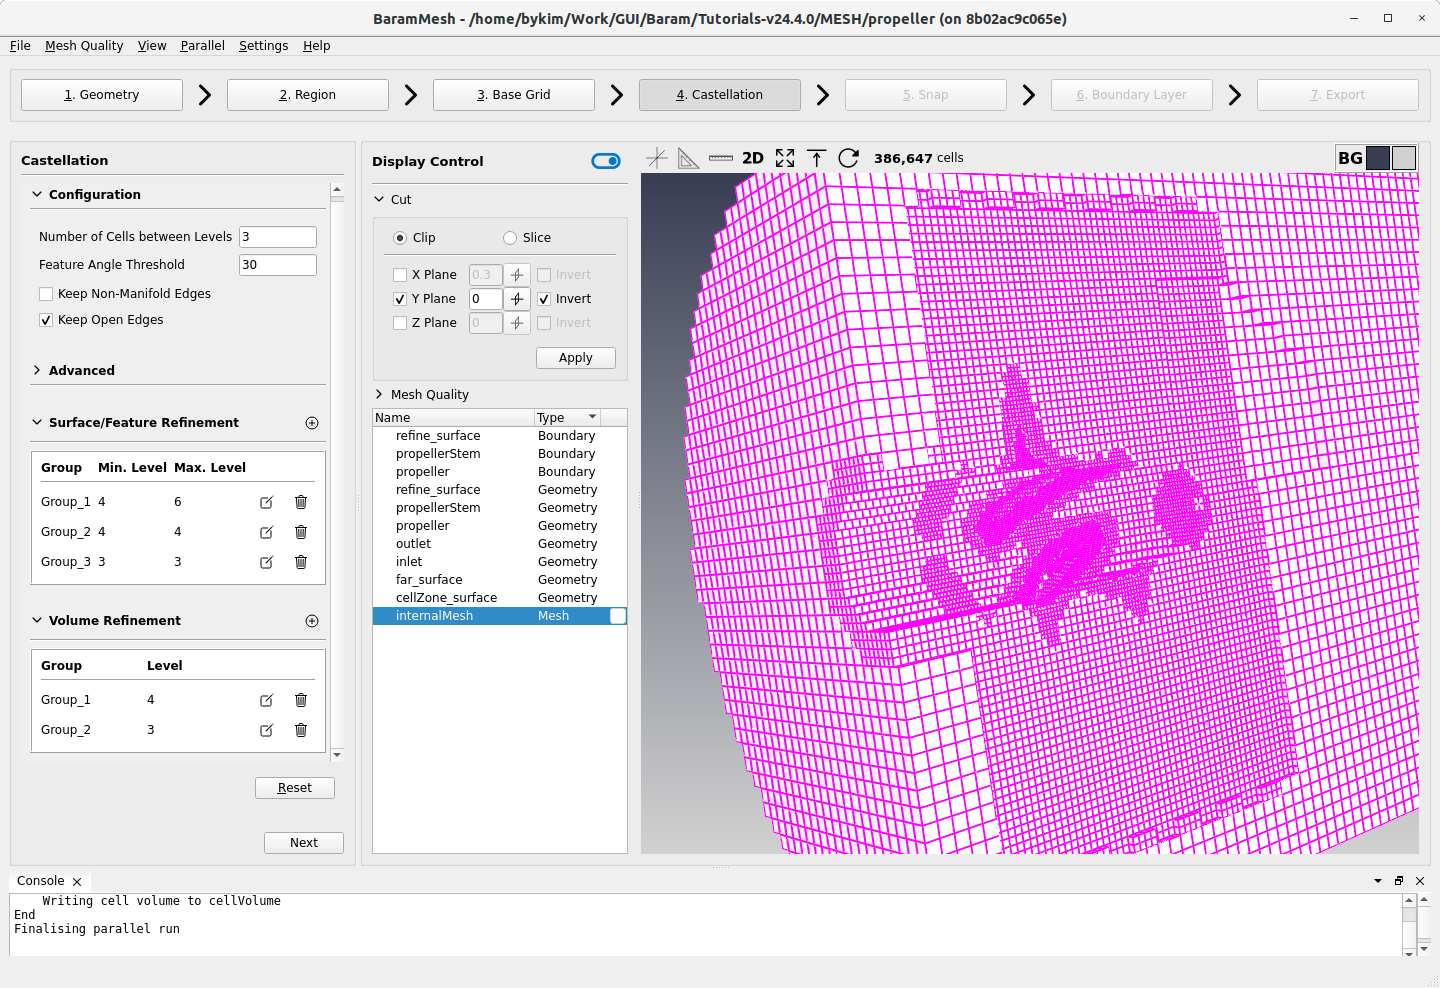 BaramMesh - /home/bykim/Work/GUI/Baram/Tutorials-v24.4.0/MESH/propeller (on 8b02ac9c065e)
File Mesh Quality View Parallel Settings Help
1. Geometry 2. Region 3. Base Grid 4. Castellation 5. Snap 6. Boundary Layer 7. Export
Castellation
Configuration
Number of Cells between Levels 3
Feature Angle Threshold 30
Keep Non-Manifold Edges
Keep Open Edges
Advanced
Surface/Feature Refinement
Group Min. Level Max. Level
Group_1 4 6
Group_2 4 4
Group_3 3 3
Volume Refinement
Group Level
Group_1 4
Group_2 3
Reset
Next
Display Control
Cut
Clip Slice
X Plane 0.3 Invert
Y Plane 0 Invert
Z Plane 0 Invert
Apply
Mesh Quality
Name Type
refine_surface Boundary
propellerStem Boundary
propeller Boundary
refine_surface Geometry
propellerStem Geometry
propeller Geometry
outlet Geometry
inlet Geometry
far_surface Geometry
cellZone_surface Geometry
internalMesh Mesh
2D 386,647 cells BG
Console
Writing cell volume to cellVolume
End
Finalising parallel run